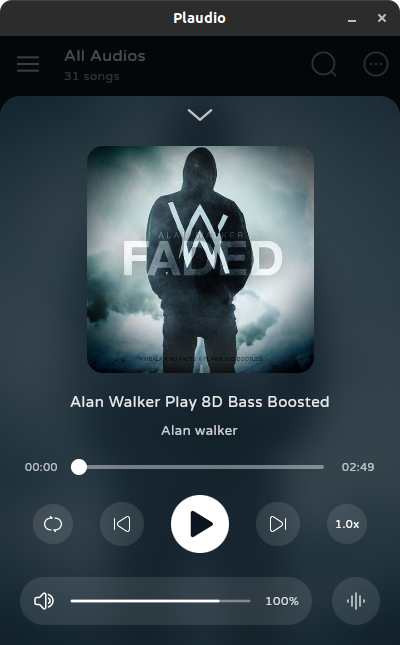 Plaudio
All Audios
31 songs
ALAN WALKER
FADED
Alan Walker Play 8D Bass Boosted
Alan walker
00:00
02:49
1.0x
100%